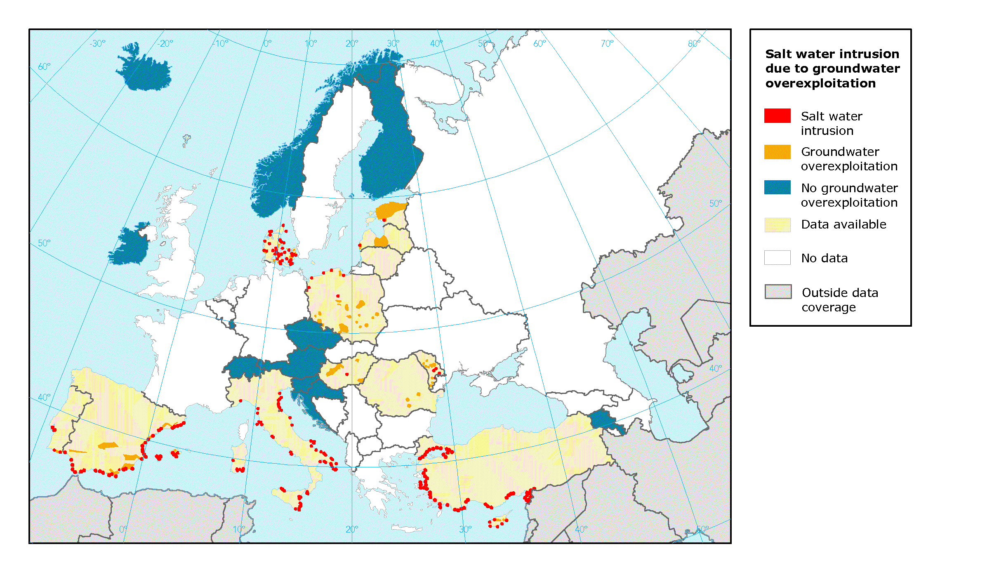 -30° -20° -10° 0° 10° 20° 30° 40° 50° 60° 70° 80°
60°
50°
50°
40°
40°
0° 10° 20° 30° 40° 50°
Salt water intrusion
due to groundwater
overexploitation
Salt water
intrusion
Groundwater
overexploitation
No groundwater
overexploitation
Data available
No data
Outside data
coverage